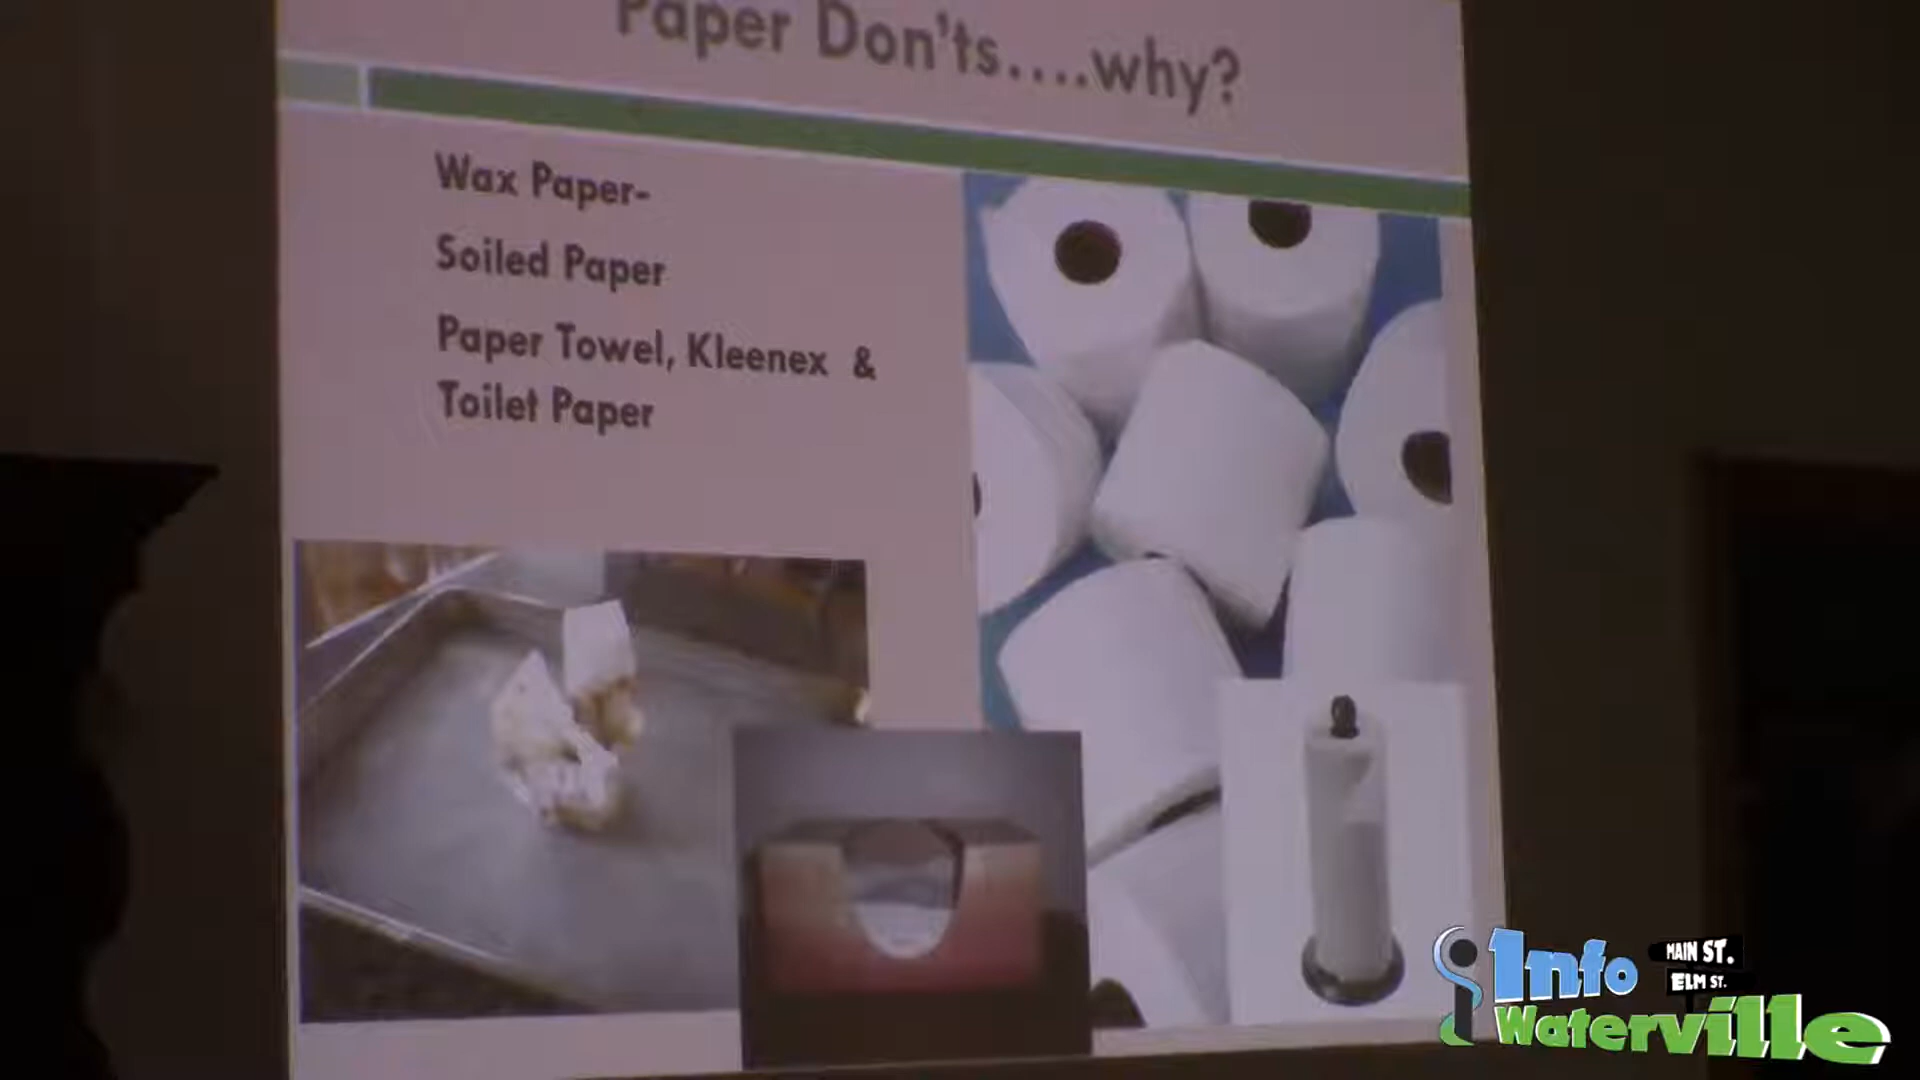 Paper Don'ts....why?
Wax Paper-
Soiled Paper
Paper Towel, Kleenex &
Toilet Paper
Info
MAIN ST.
ELM ST.
Waterville